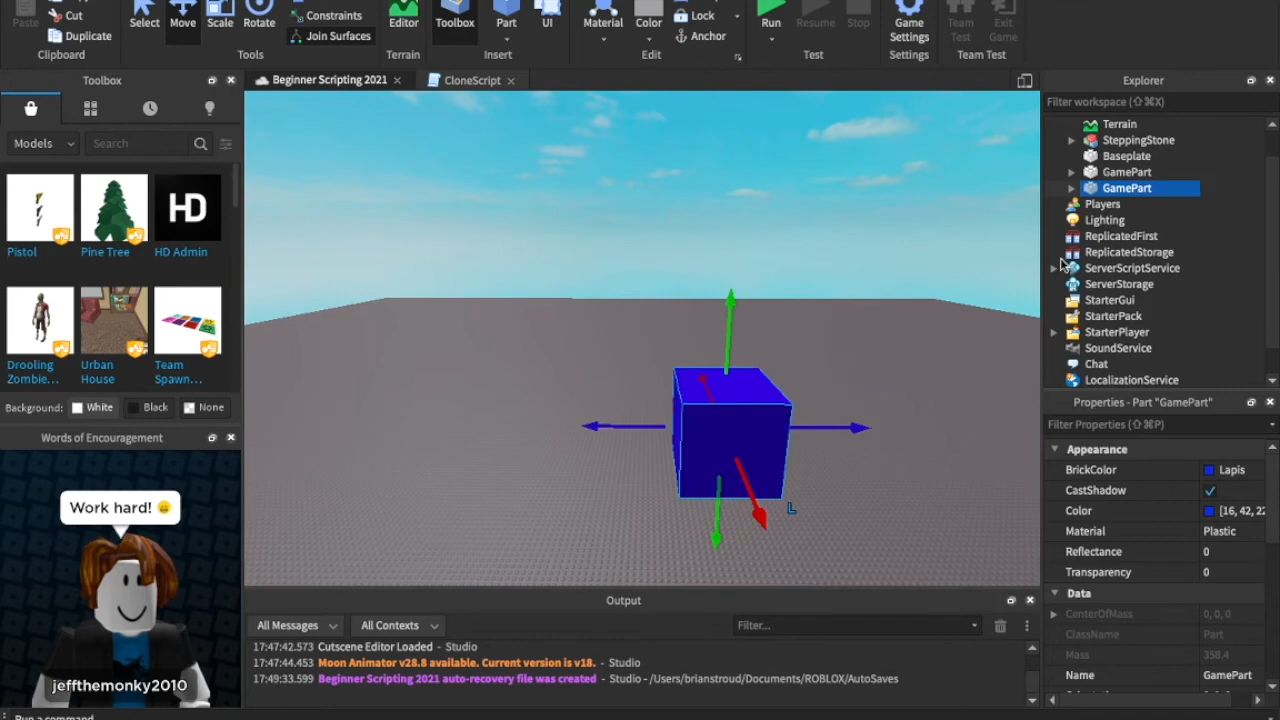 Paste
Cut
Duplicate
Clipboard
Select
Move
Scale
Rotate
Constraints
Join Surfaces
Tools
Editor
Terrain
Toolbox
Part
UI
Insert
Material
Color
Lock
Anchor
Edit
Run
Resume
Stop
Test
Game
Settings
Settings
Team
Test
Exit
Game
Team Test
Toolbox
Beginner Scripting 2021
CloneScript
Explorer
Filter workspace (⇧⌘X)
Models
Search
Pistol
Pine Tree
HD
HD Admin
Drooling
Zombie...
Urban
House
Team
Spawn...
Background:
White
Black
None
Words of Encouragement
Work hard! 😀
jeffthemonky2010
L
Terrain
SteppingStone
Baseplate
GamePart
GamePart
Players
Lighting
ReplicatedFirst
ReplicatedStorage
ServerScriptService
ServerStorage
StarterGui
StarterPack
StarterPlayer
SoundService
Chat
LocalizationService
Properties - Part "GamePart"
Filter Properties (⇧⌘P)
Appearance
BrickColor Lapis
CastShadow
Color [16, 42, 22
Material Plastic
Reflectance 0
Transparency 0
Data
CenterOfMass 0, 0, 0
ClassName Part
Mass 358.4
Name GamePart
Output
All Messages
All Contexts
Filter...
17:47:42.573 Cutscene Editor Loaded - Studio
17:47:44.453 Moon Animator v28.8 available. Current version is v18. - Studio
17:49:33.599 Beginner Scripting 2021 auto-recovery file was created - Studio - /Users/brianstroud/Documents/ROBLOX/AutoSaves
Run a command